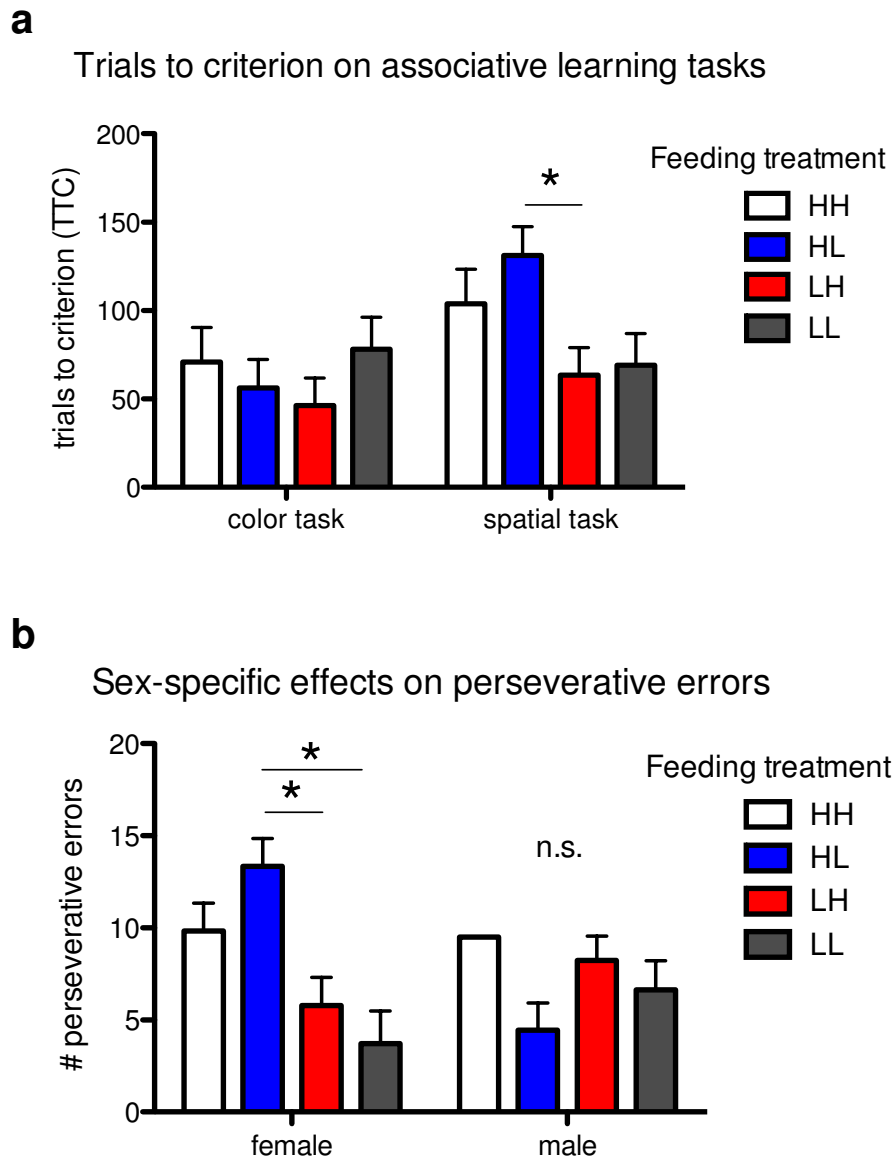 a
Trials to criterion on associative learning tasks
trials to criterion (TTC)
200
150
100
50
0
*
color task
spatial task
Feeding treatment
HH
HL
LH
LL
b
Sex-specific effects on perseverative errors
# perseverative errors
20
15
10
5
0
*
*
n.s.
female
male
Feeding treatment
HH
HL
LH
LL